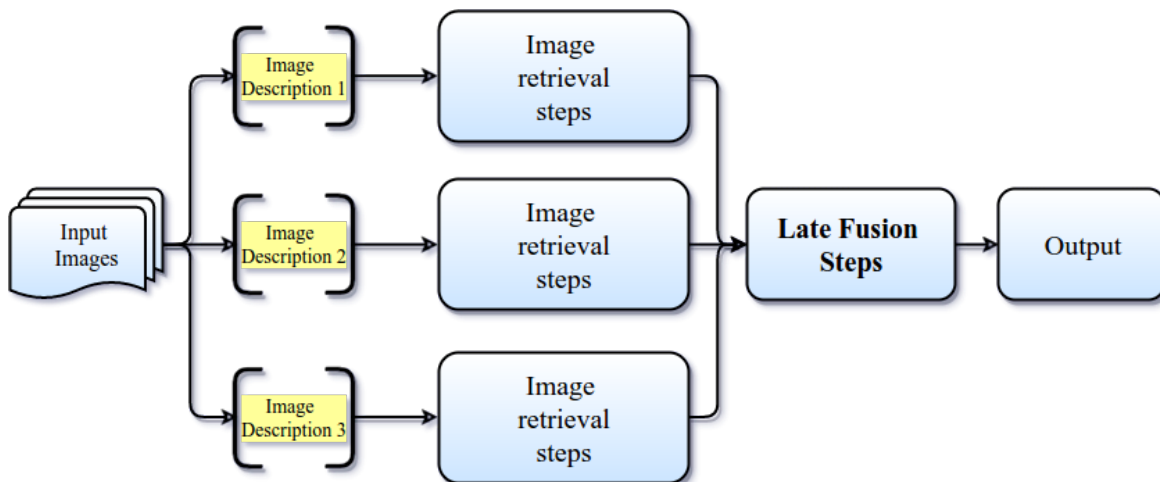 Input
Images
Image
Description 1
Image
retrieval
steps
Image
Description 2
Image
retrieval
steps
Image
Description 3
Image
retrieval
steps
Late Fusion
Steps
Output